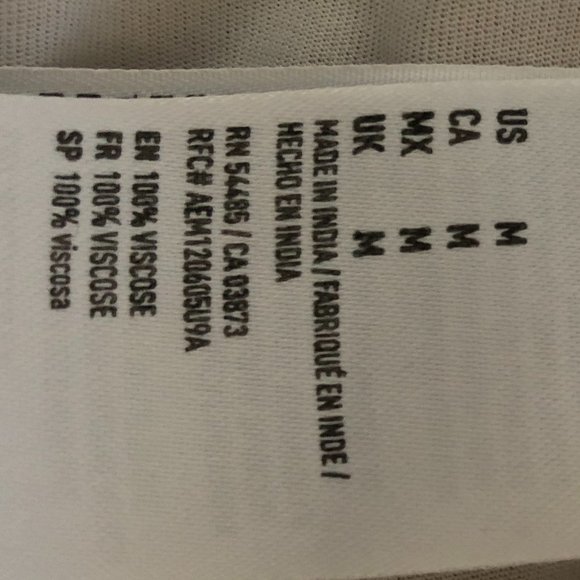 US M
CA M
MX M
UK M
MADE IN INDIA / FABRIQUÉ EN INDE /
HECHO EN INDIA
RN 54485 / CA 03873
RFC# AEM120605U9A
EN 100% VISCOSE
FR 100% VISCOSE
SP 100% viscosa